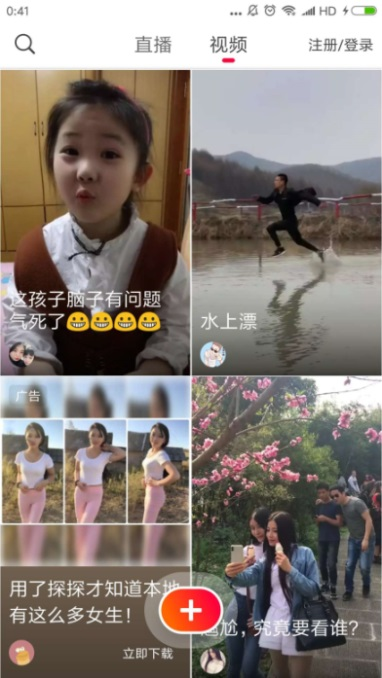 0:41
HD
直播
视频
注册/登录
这孩子脑子有问题
气死了😁😁😁😁
水上漂
广告
用了探探才知道本地
有这么多女生!
立即下载
尬，究竟要看谁?